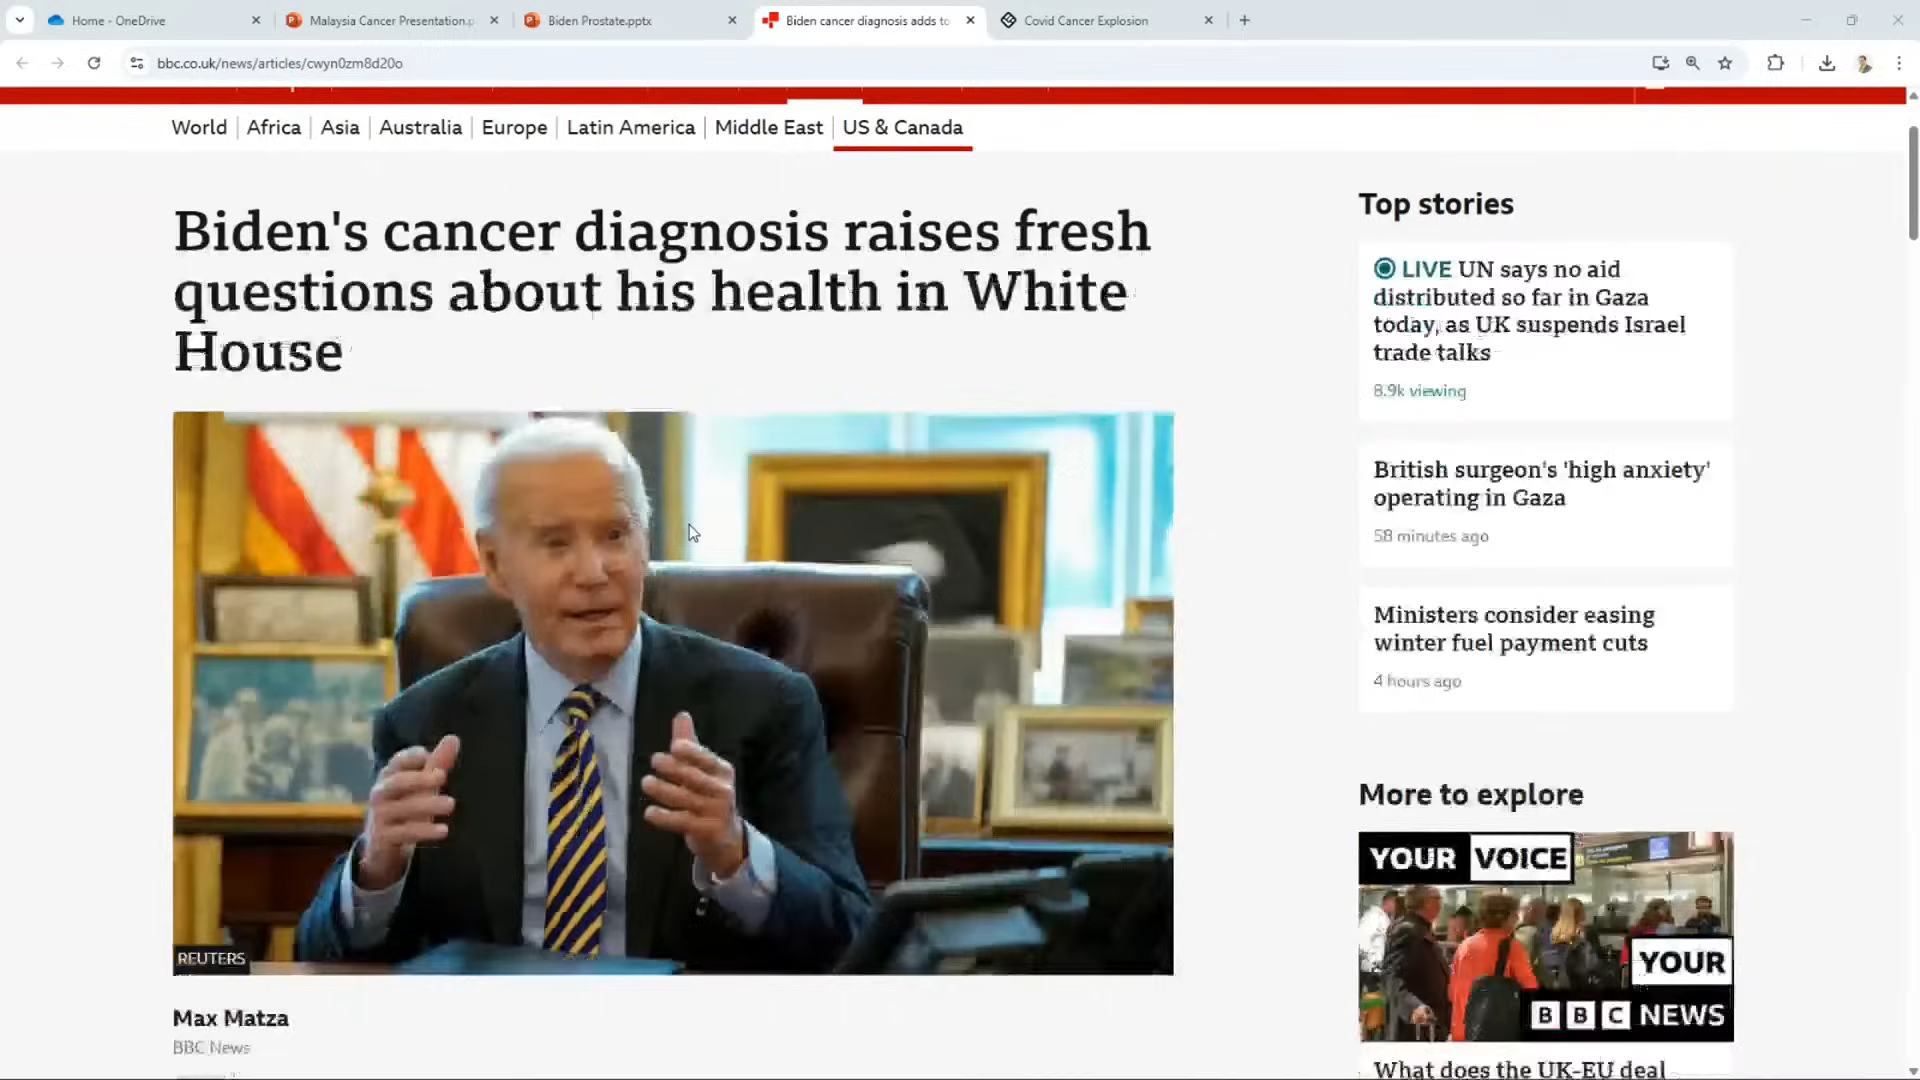 Home - OneDrive
Malaysia Cancer Presentation.p
Biden Prostate.pptx
Biden cancer diagnosis adds to
Covid Cancer Explosion
bbc.co.uk/news/articles/cwyn0zm8d20o
World
Africa
Asia
Australia
Europe
Latin America
Middle East
US & Canada
Biden's cancer diagnosis raises fresh
questions about his health in White
House
REUTERS
Max Matza
BBC News
Top stories
LIVE UN says no aid
distributed so far in Gaza
today, as UK suspends Israel
trade talks
8.9k viewing
British surgeon's 'high anxiety'
operating in Gaza
58 minutes ago
Ministers consider easing
winter fuel payment cuts
4 hours ago
More to explore
YOUR VOICE
YOUR
BBC NEWS
What does the UK-EU deal